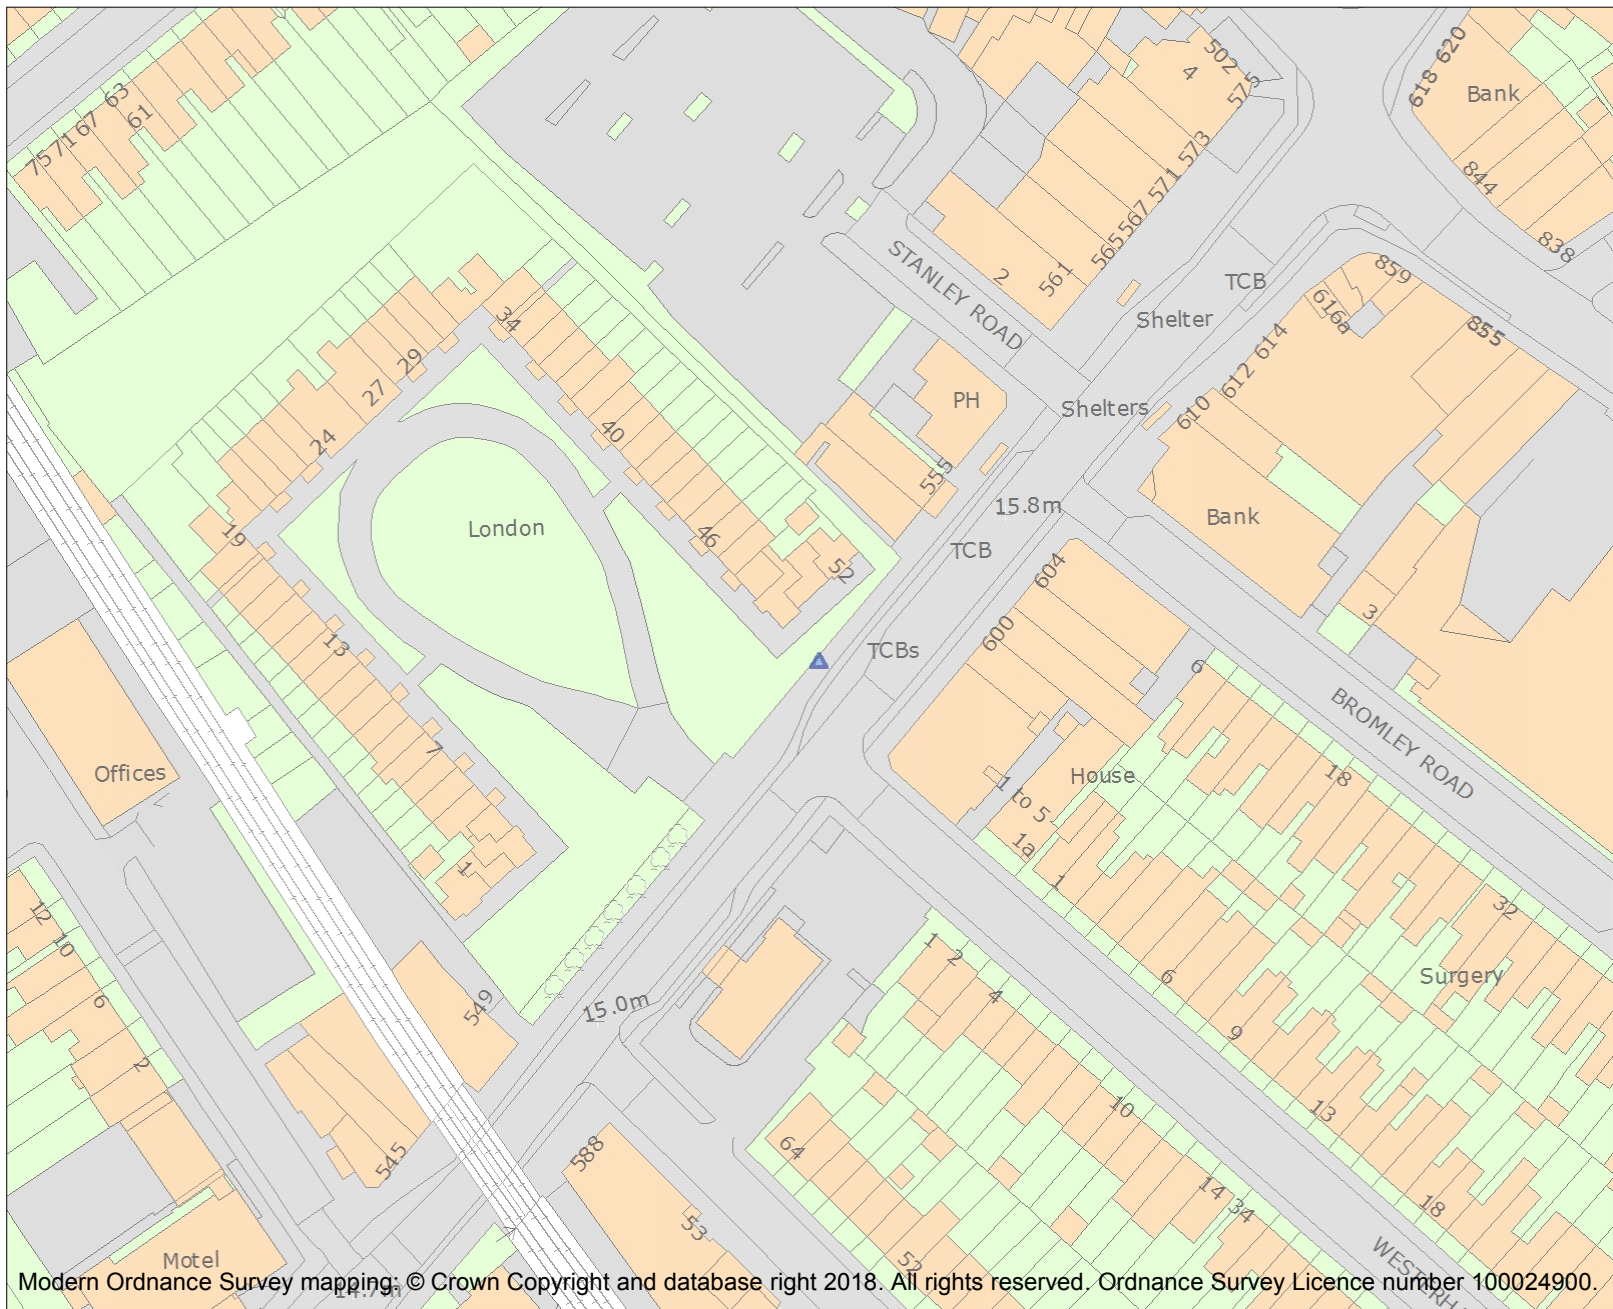 502
620
618
4
575
Bank
63
67
61
71
75
573
844
571
567
565
838
STANLEY ROAD
2
561
TCB
859
Shelter
616a
34
614
855
29
612
27
PH
Shelters
610
40
24
555
15.8m
London
Bank
46
19
TCB
52
604
3
13
600
TCBs
6
BROMLEY ROAD
7
Offices
House
18
1 to 5
1a
1
1
32
12
10
1
2
Surgery
6
4
6
549
15.0m
9
2
10
13
64
588
545
14
34
18
53
52
Motel
WESTERH
14.7m
Modern Ordnance Survey mapping: © Crown Copyright and database right 2018. All rights reserved. Ordnance Survey Licence number 100024900.